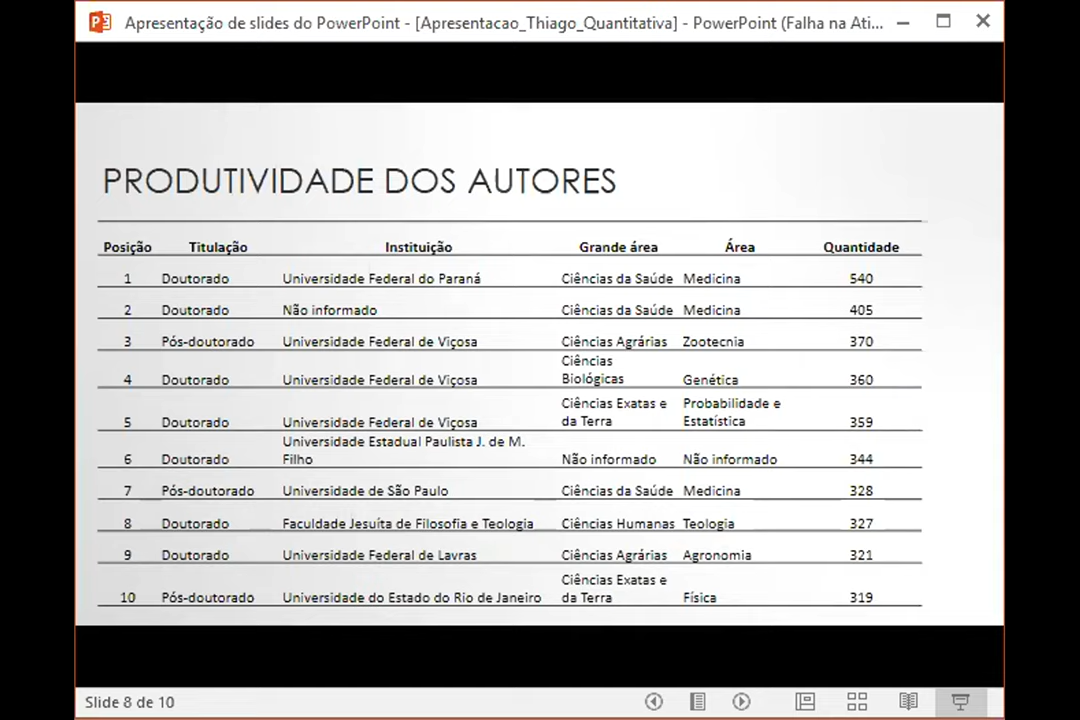 Apresentação de slides do PowerPoint - [Apresentacao_Thiago_Quantitativa] - PowerPoint (Falha na Ati...
PRODUTIVIDADE DOS AUTORES
Posição Titulação Instituição Grande área Área Quantidade
1 Doutorado Universidade Federal do Paraná Ciências da Saúde Medicina 540
2 Doutorado Não informado Ciências da Saúde Medicina 405
3 Pós-doutorado Universidade Federal de Viçosa Ciências Agrárias Zootecnia 370
Ciências
4 Doutorado Universidade Federal de Viçosa Biológicas Genética 360
Ciências Exatas e Probabilidade e
5 Doutorado Universidade Federal de Viçosa da Terra Estatística 359
Universidade Estadual Paulista J. de M.
6 Doutorado Filho Não informado Não informado 344
7 Pós-doutorado Universidade de São Paulo Ciências da Saúde Medicina 328
8 Doutorado Faculdade Jesuíta de Filosofia e Teologia Ciências Humanas Teologia 327
9 Doutorado Universidade Federal de Lavras Ciências Agrárias Agronomia 321
Ciências Exatas e
10 Pós-doutorado Universidade do Estado do Rio de Janeiro da Terra Física 319
Slide 8 de 10